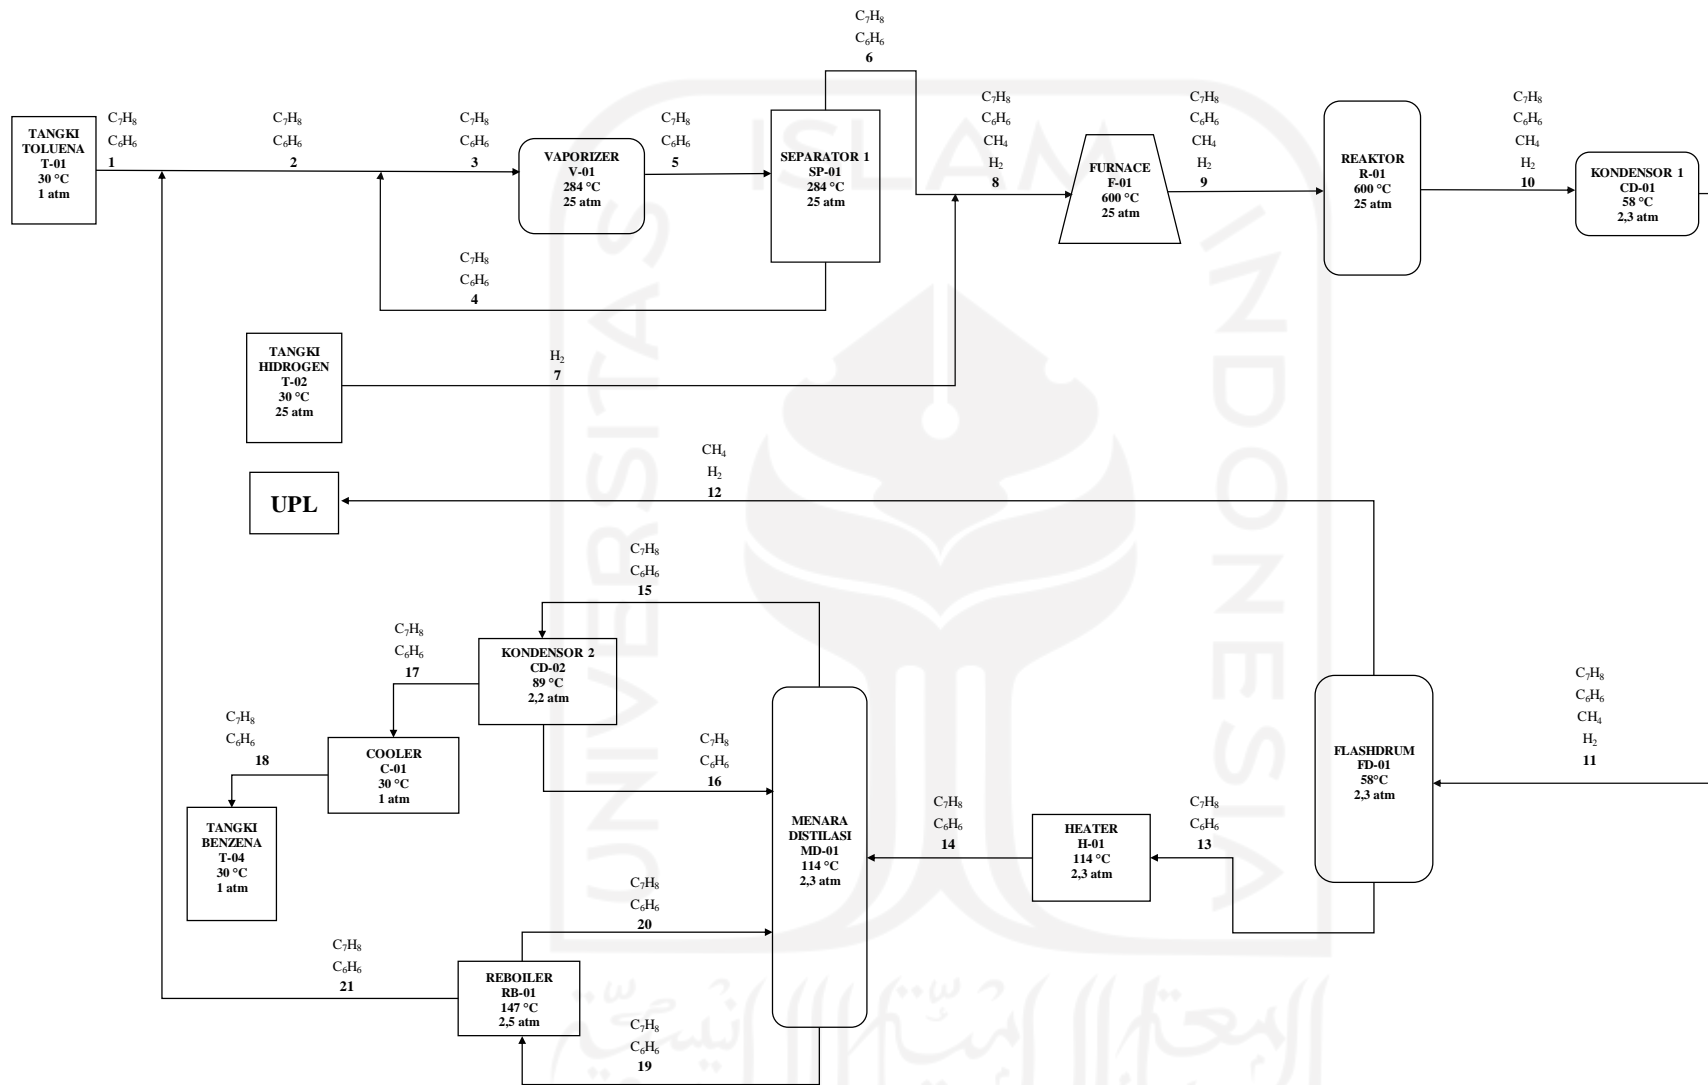 C₇H₈
C₆H₆
6
TANGKI
TOLUENA
T-01
30 °C
1 atm
C₇H₈
C₆H₆
1
C₇H₈
C₆H₆
2
C₇H₈
C₆H₆
3
VAPORIZER
V-01
284 °C
25 atm
C₇H₈
C₆H₆
5
SEPARATOR 1
SP-01
284 °C
25 atm
C₇H₈
C₆H₆
CH₄
H₂
8
FURNACE
F-01
600 °C
25 atm
C₇H₈
C₆H₆
CH₄
H₂
9
REAKTOR
R-01
600 °C
25 atm
C₇H₈
C₆H₆
CH₄
H₂
10
KONDENSOR 1
CD-01
58 °C
2,3 atm
C₇H₈
C₆H₆
4
TANGKI
HIDROGEN
T-02
30 °C
25 atm
H₂
7
UPL
CH₄
H₂
12
C₇H₈
C₆H₆
15
KONDENSOR 2
CD-02
89 °C
2,2 atm
C₇H₈
C₆H₆
17
C₇H₈
C₆H₆
18
COOLER
C-01
30 °C
1 atm
TANGKI
BENZENA
T-04
30 °C
1 atm
C₇H₈
C₆H₆
16
MENARA
DISTILASI
MD-01
114 °C
2,3 atm
C₇H₈
C₆H₆
14
HEATER
H-01
114 °C
2,3 atm
C₇H₈
C₆H₆
13
FLASHDRUM
FD-01
58°C
2,3 atm
C₇H₈
C₆H₆
CH₄
H₂
11
C₇H₈
C₆H₆
20
C₇H₈
C₆H₆
21
REBOILER
RB-01
147 °C
2,5 atm
C₇H₈
C₆H₆
19
ISLAM
UNIVERSITAS
INDONESIA